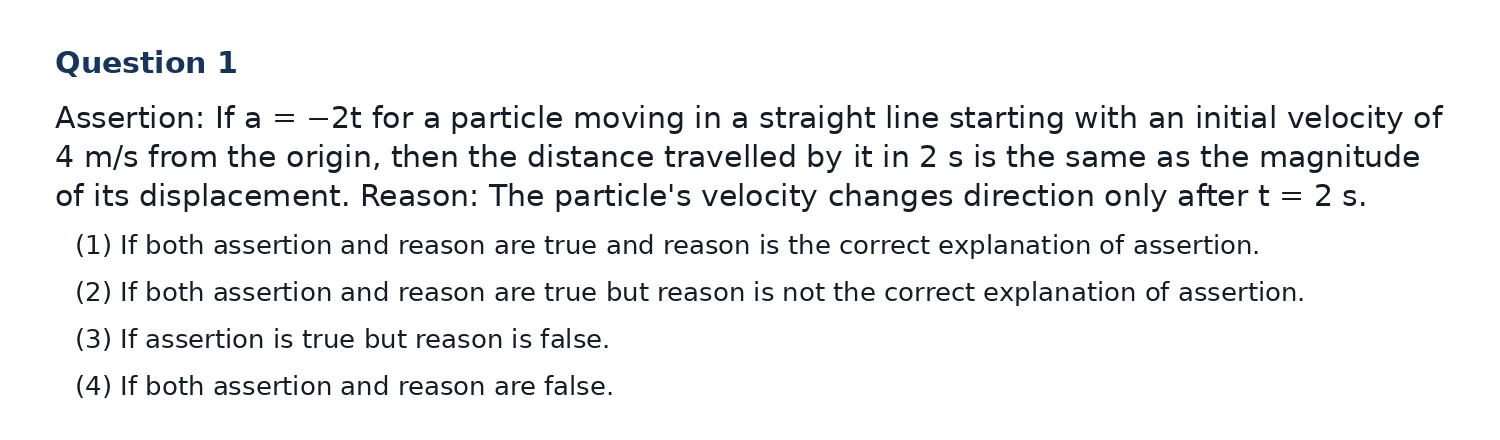 Question 1
Assertion: If a = −2t for a particle moving in a straight line starting with an initial velocity of
4 m/s from the origin, then the distance travelled by it in 2 s is the same as the magnitude
of its displacement. Reason: The particle's velocity changes direction only after t = 2 s.
(1) If both assertion and reason are true and reason is the correct explanation of assertion.
(2) If both assertion and reason are true but reason is not the correct explanation of assertion.
(3) If assertion is true but reason is false.
(4) If both assertion and reason are false.